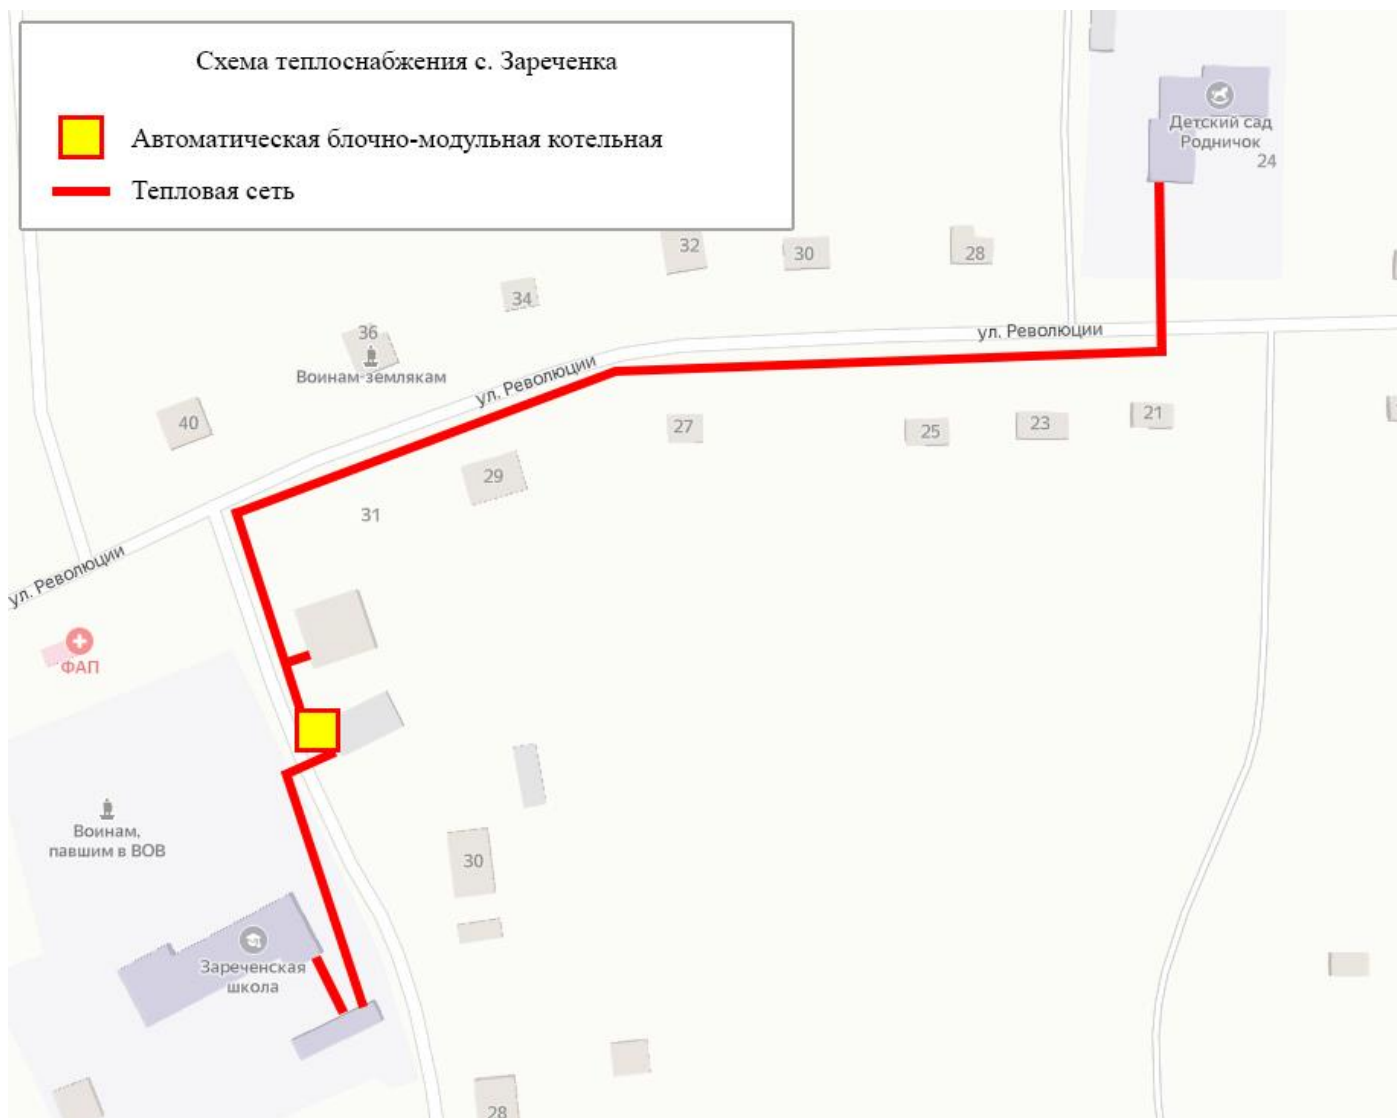 Схема теплоснабжения с. Зареченка
Автоматическая блочно-модульная котельная
Тепловая сеть
Детский сад
Родничок
24
32
30
28
34
36
Воинам-землякам
ул. Революции
ул. Революции
40
27
25
23
21
29
31
ул. Революции
ФАП
Воинам,
павшим в ВОВ
30
Зареченская
школа
28